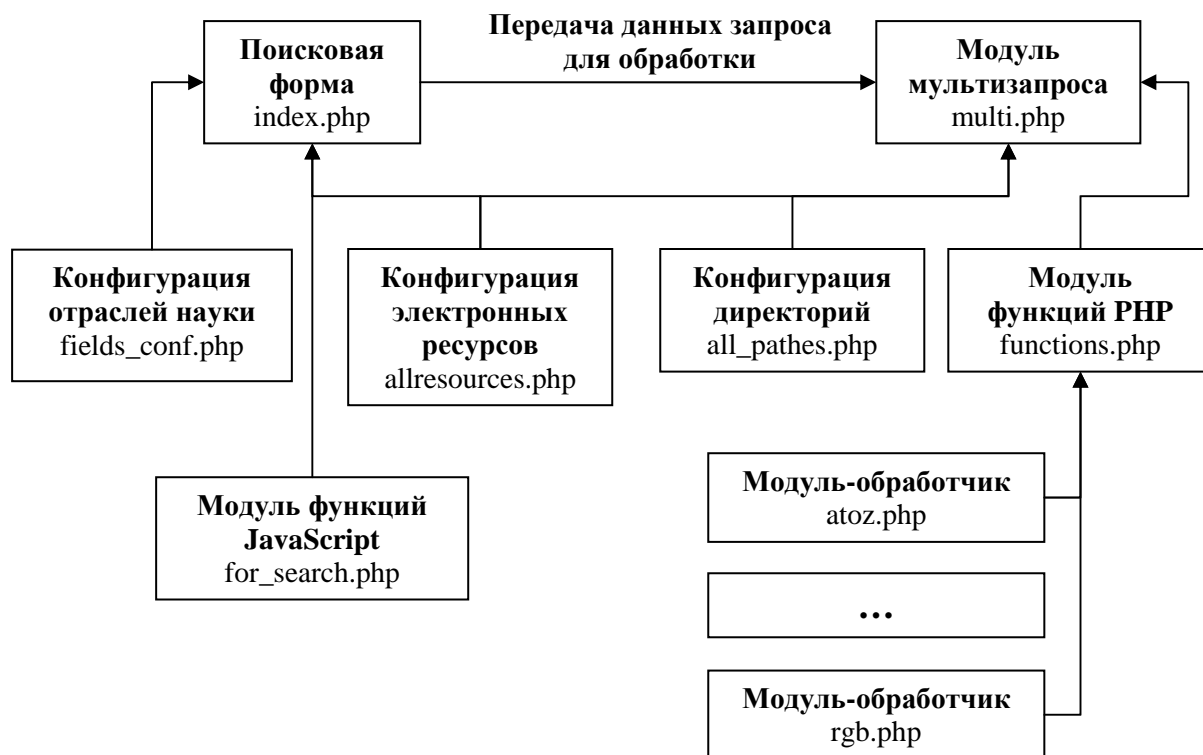 Поисковая
форма
index.php
Передача данных запроса
для обработки
Модуль
мультизапроса
multi.php
Конфигурация
отраслей науки
fields_conf.php
Конфигурация
электронных
ресурсов
allresources.php
Конфигурация
директорий
all_pathes.php
Модуль
функций PHP
functions.php
Модуль функций
JavaScript
for_search.php
Модуль-обработчик
atoz.php
...
Модуль-обработчик
rgb.php